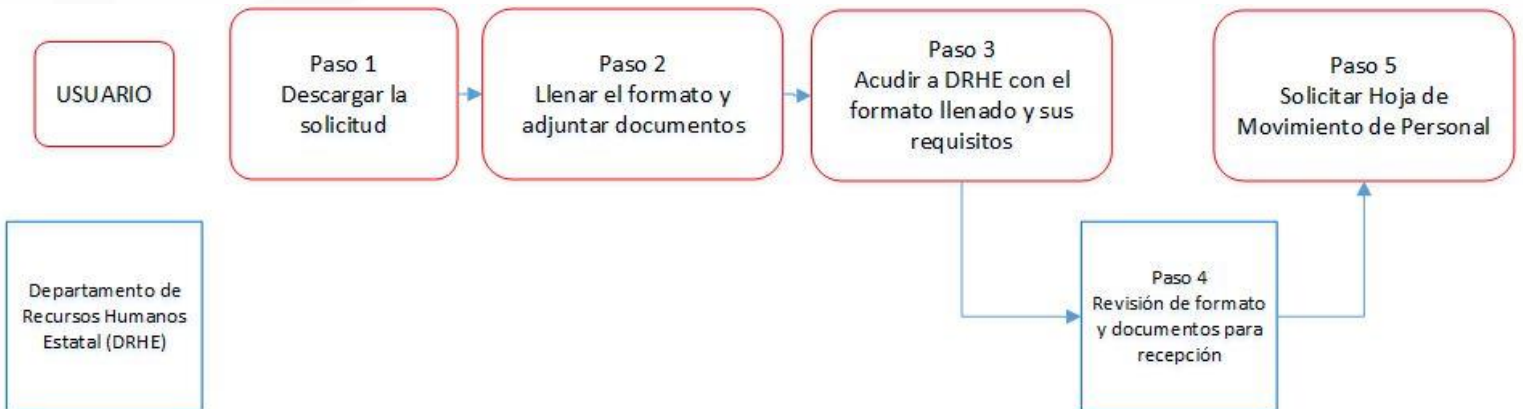 USUARIO
Paso 1
Descargar la
solicitud
Paso 2
Llenar el formato y
adjuntar documentos
Paso 3
Acudir a DRHE con el
formato llenado y sus
requisitos
Paso 5
Solicitar Hoja de
Movimiento de Personal
Departamento de
Recursos Humanos
Estatal (DRHE)
Paso 4
Revisión de formato
y documentos para
recepción